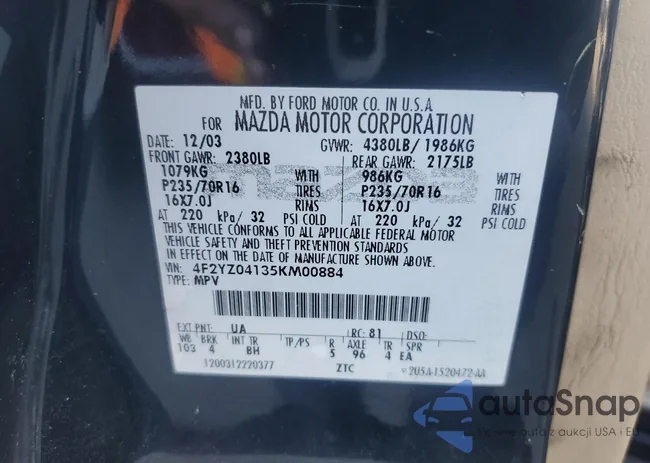 MFD. BY FORD MOTOR CO. IN U.S.A.
FOR MAZDA MOTOR CORPORATION
DATE: 12/03 GVWR: 4380LB/ 1986KG
FRONT GAWR: 2380LB REAR GAWR: 2175LB
1079KG WITH 986KG WITH
P235/70R16 TIRES P235/70R16 TIRES
16X7.0J RIMS 16X7.0J RIMS
AT 220 kPa/ 32 PSI COLD AT 220 kPa/ 32 PSI COLD
THIS VEHICLE CONFORMS TO ALL APPLICABLE FEDERAL MOTOR
VEHICLE SAFETY AND THEFT PREVENTION STANDARDS
IN EFFECT ON THE DATE OF MANUFACTURE SHOWN ABOVE.
VIN: 4F2YZ04135KM00884
TYPE: MPV
EXT PNT: UA RC: 81 DSO:
WB BRK INT TR TP/PS R AXLE TR SPR
103 4 BH 5 96 4 EA
1200312220377 ZTC 2U5A-1520472-AA
autaSnap